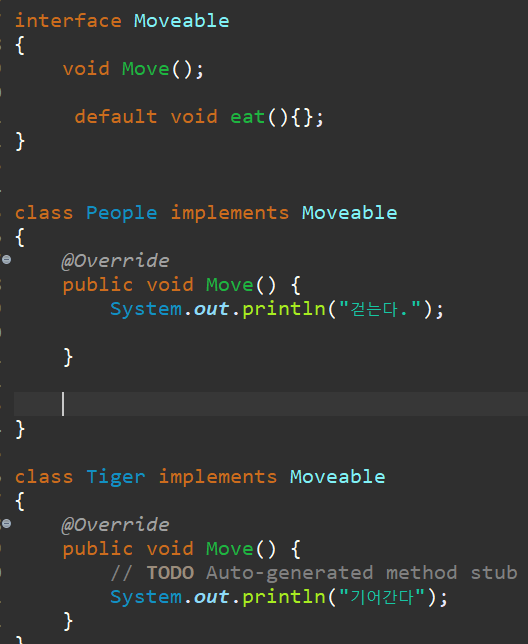 interface Moveable
{
void Move();
default void eat(){};
}
class People implements Moveable
{
@Override
public void Move() {
System.out.println("걷는다.");
}
}
class Tiger implements Moveable
{
@Override
public void Move() {
// TODO Auto-generated method stub
System.out.println("기어간다");
}
}